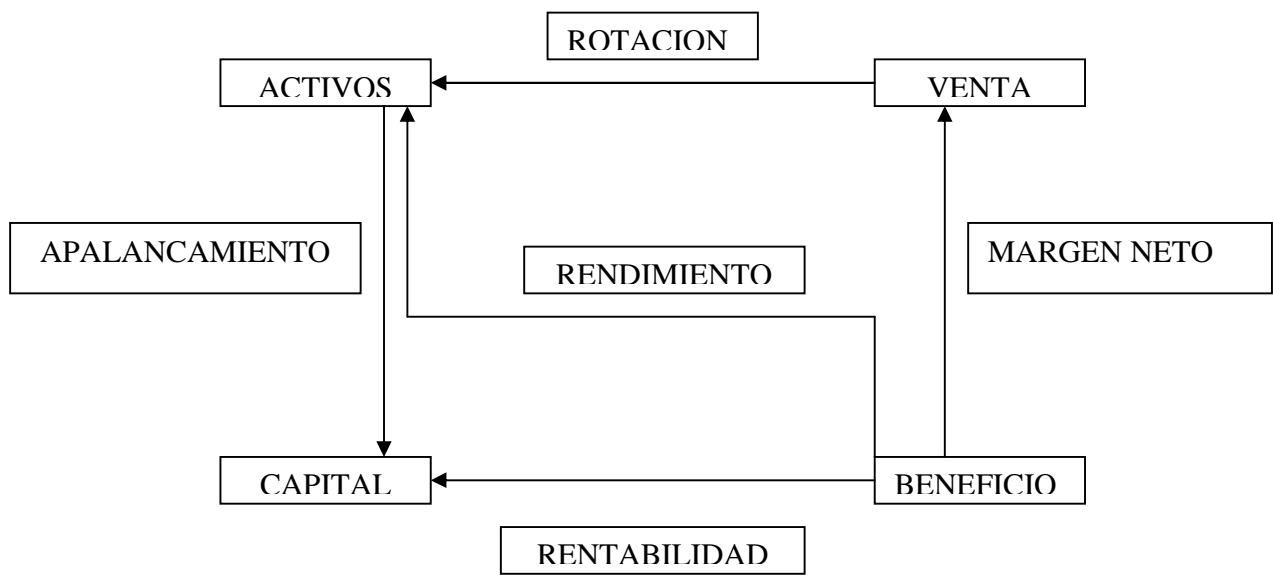 ROTACION
ACTIVOS
VENTA
APALANCAMIENTO
RENDIMIENTO
MARGEN NETO
CAPITAL
BENEFICIO
RENTABILIDAD